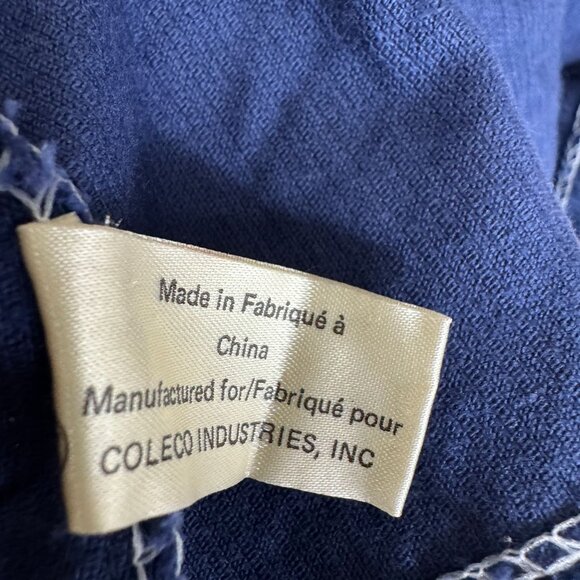 Made in Fabriqué à
China
Manufactured for/Fabriqué pour
COLECO INDUSTRIES, INC